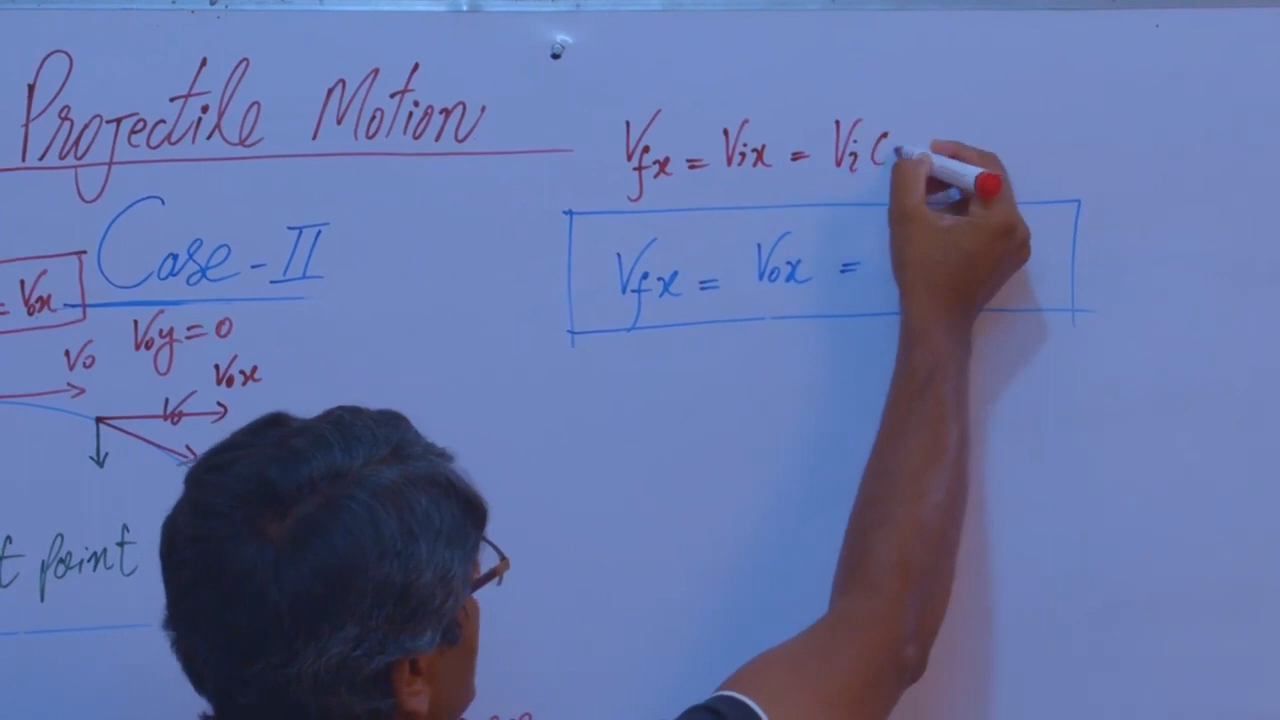 Projectile Motion
Case-II
= Vox
Voy = 0
Vo
Vox
Vo
t point
Vfx = Vix = Vi C
Vfx = Vox =